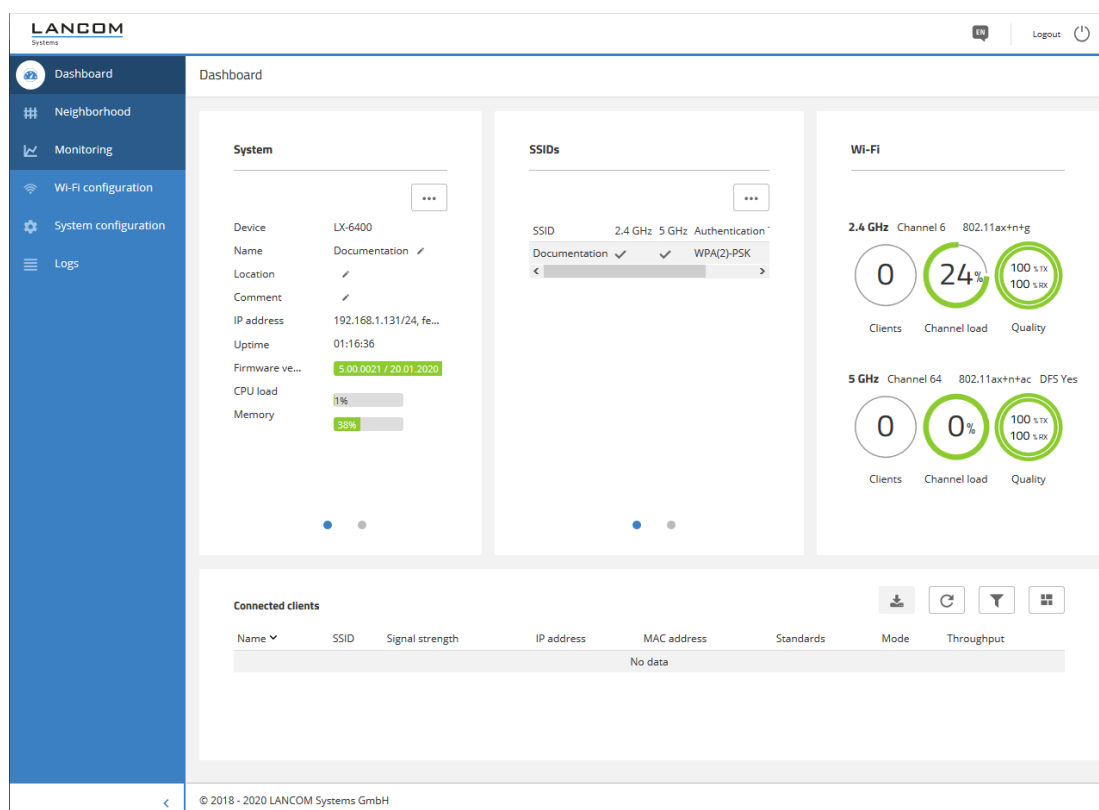 LANCOM
Systems
EN
Logout
Dashboard
Neighborhood
Monitoring
Wi-Fi configuration
System configuration
Logs
Dashboard
System
...
Device LX-6400
Name Documentation
Location
Comment
IP address 192.168.1.131/24, fe...
Uptime 01:16:36
Firmware ve... 5.00.0021 / 20.01.2020
CPU load 1%
Memory 38%
SSIDs
...
SSID 2.4 GHz 5 GHz Authentication
Documentation WPA(2)-PSK
Wi-Fi
2.4 GHz Channel 6 802.11ax+n+g
0 24% 100 % TX
100 % RX
Clients Channel load Quality
5 GHz Channel 64 802.11ax+n+ac DFS Yes
0 0% 100 % TX
100 % RX
Clients Channel load Quality
Connected clients
Name SSID Signal strength IP address MAC address Standards Mode Throughput
No data
© 2018 - 2020 LANCOM Systems GmbH